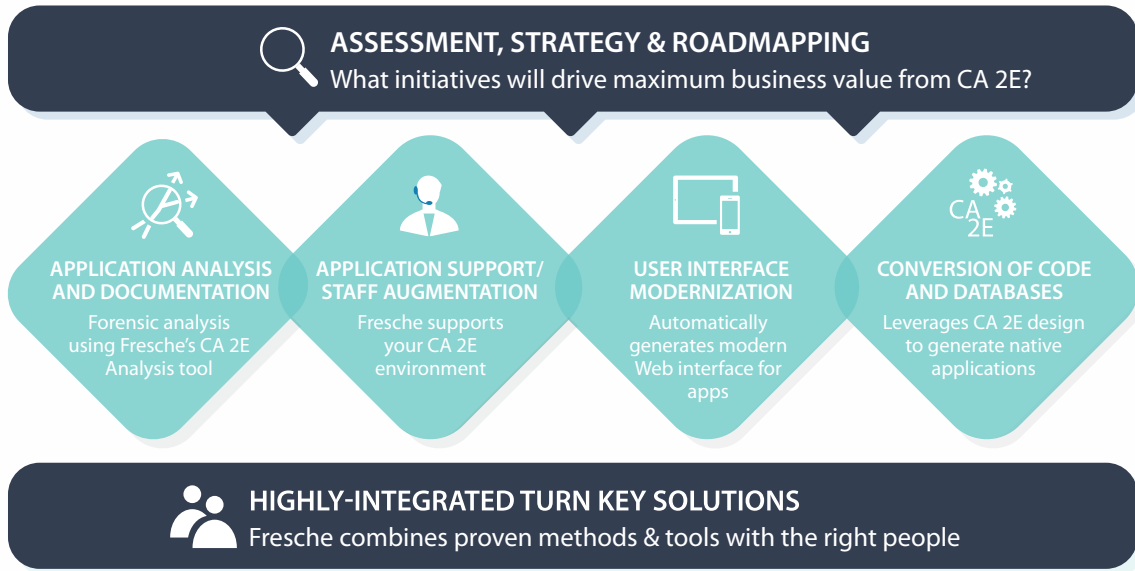 ASSESSMENT, STRATEGY & ROADMAPPING
What initiatives will drive maximum business value from CA 2E?
APPLICATION ANALYSIS
AND DOCUMENTATION
Forensic analysis
using Fresche's CA 2E
Analysis tool
APPLICATION SUPPORT/
STAFF AUGMENTATION
Fresche supports
your CA 2E
environment
USER INTERFACE
MODERNIZATION
Automatically
generates modern
Web interface for
apps
CA
2E
CONVERSION OF CODE
AND DATABASES
Leverages CA 2E design
to generate native
applications
HIGHLY-INTEGRATED TURN KEY SOLUTIONS
Fresche combines proven methods & tools with the right people